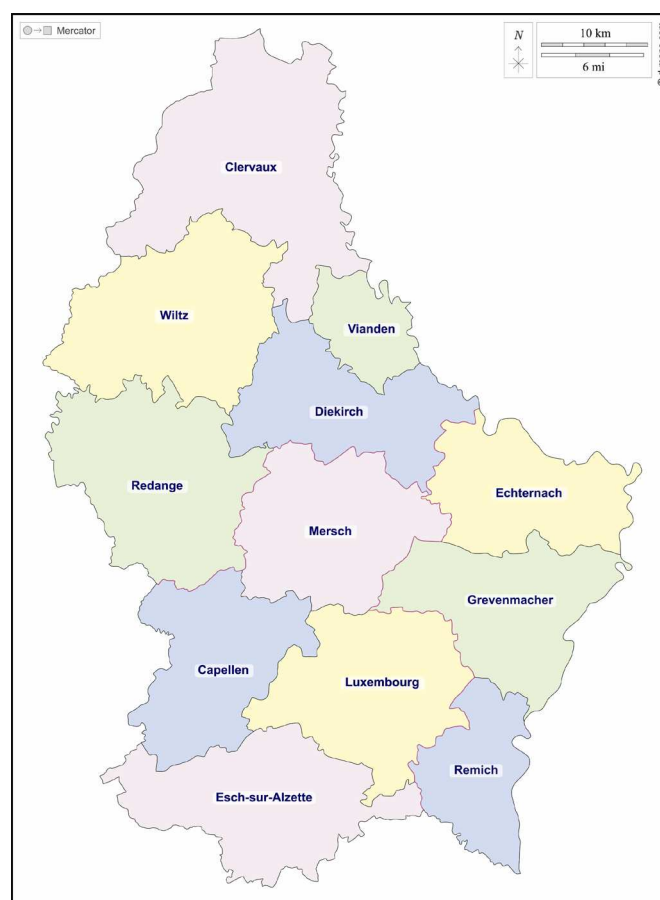 Mercator
N
10 km
6 mi
Clervaux
Wiltz
Vianden
Diekirch
Redange
Echternach
Mersch
Grevenmacher
Capellen
Luxembourg
Remich
Esch-sur-Alzette